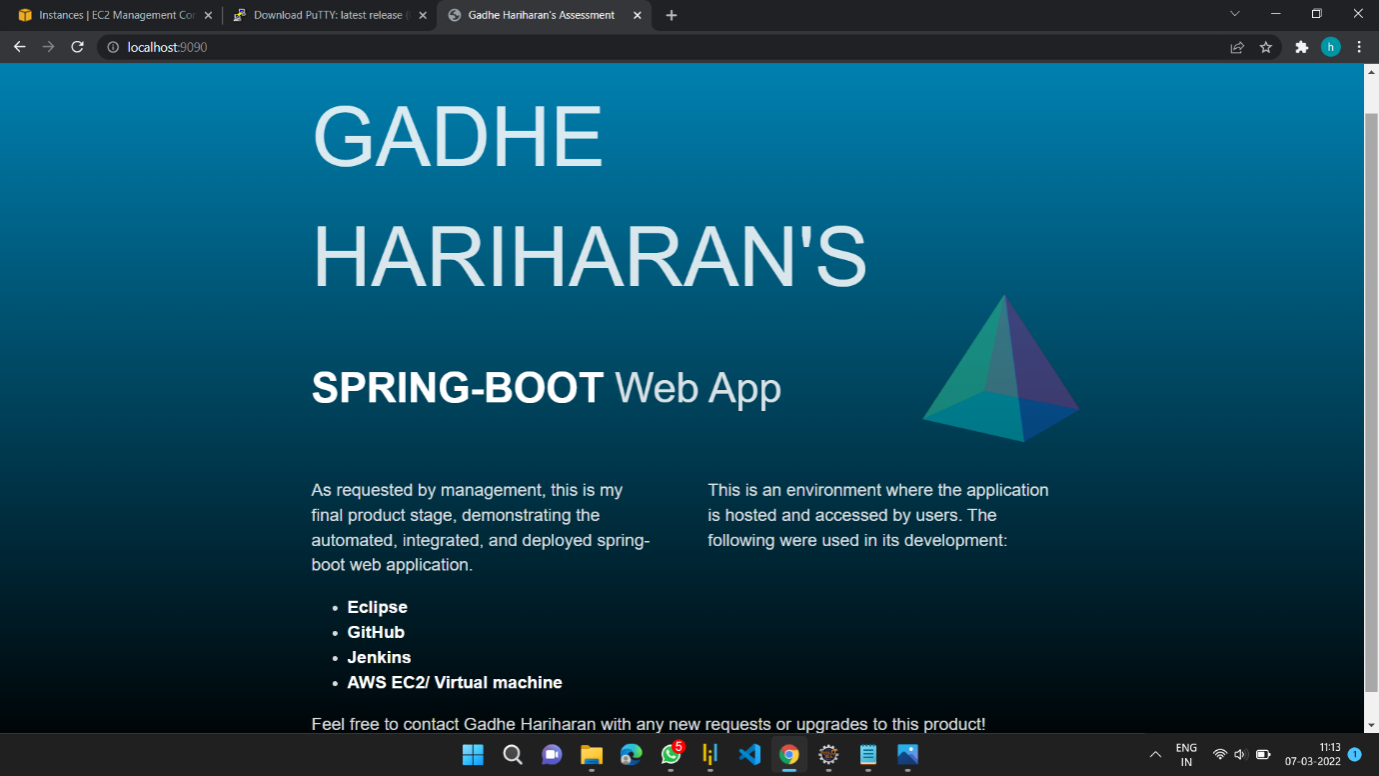 Instances | EC2 Management Co
Download PuTTY: latest release
Gadhe Hariharan's Assessment
localhost:9090
h
GADHE
HARIHARAN'S
SPRING-BOOT Web App
As requested by management, this is my
final product stage, demonstrating the
automated, integrated, and deployed spring-
boot web application.
This is an environment where the application
is hosted and accessed by users. The
following were used in its development:
• Eclipse
• GitHub
• Jenkins
• AWS EC2/ Virtual machine
Feel free to contact Gadhe Hariharan with any new requests or upgrades to this product!
5
ENG
IN
11:13
07-03-2022
1